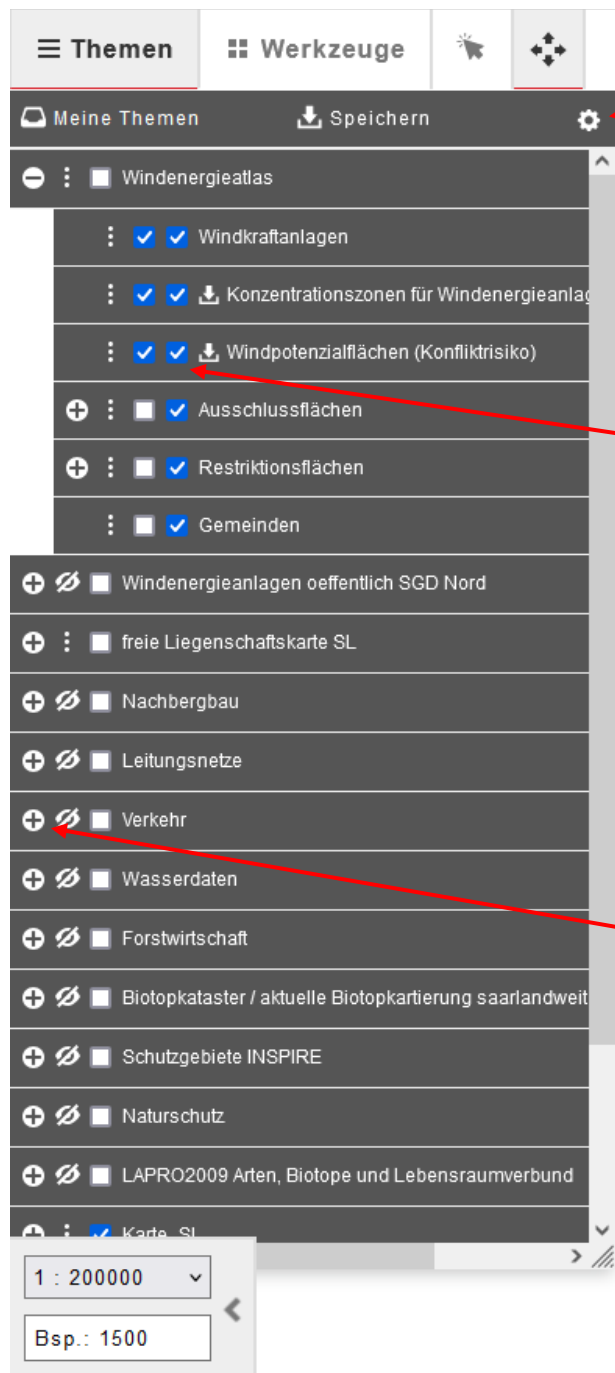 Themen
Werkzeuge
Meine Themen
Speichern
Windenergieatlas
Windkraftanlagen
Konzentrationszonen für Windenergieanlag
Windpotenzialflächen (Konfliktrisiko)
Ausschlussflächen
Restriktionsflächen
Gemeinden
Windenergieanlagen oeffentlich SGD Nord
freie Liegenschaftskarte SL
Nachbergbau
Leitungsnetze
Verkehr
Wasserdaten
Forstwirtschaft
Biotopkataster / aktuelle Biotopkartierung saarlandweit
Schutzgebiete INSPIRE
Naturschutz
LAPRO2009 Arten, Biotope und Lebensraumverbund
Karte_SL
1 : 200000
Bsp.: 1500